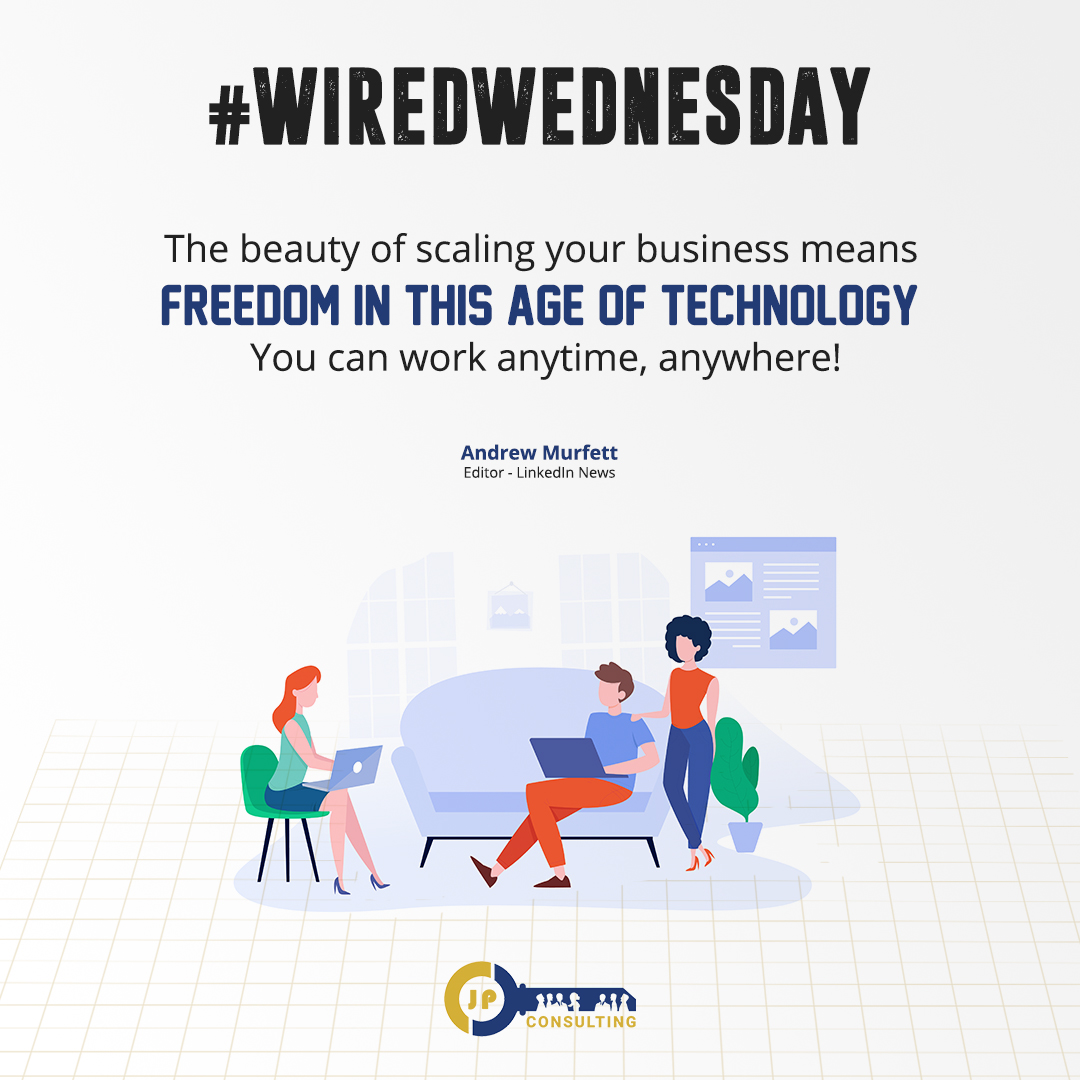 #WIREDWEDNESDAY
The beauty of scaling your business means
FREEDOM IN THIS AGE OF TECHNOLOGY
You can work anytime, anywhere!
Andrew Murfett
Editor - LinkedIn News
JP
CONSULTING